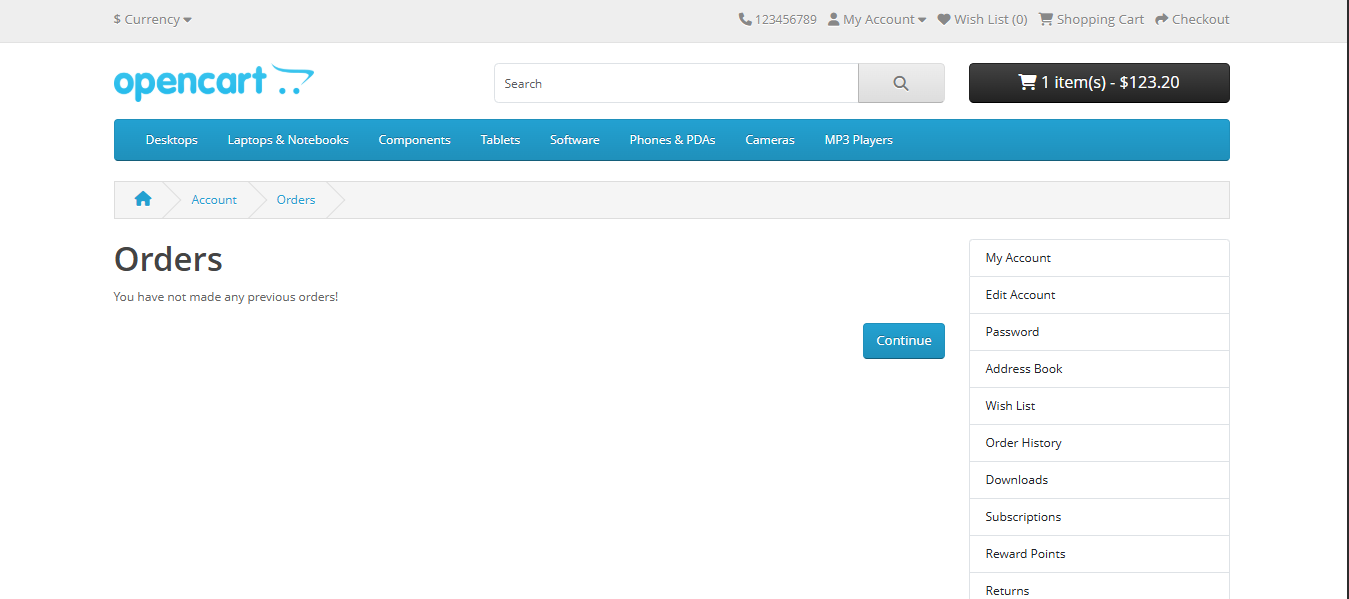 $ Currency
123456789 My Account Wish List (0) Shopping Cart Checkout
opencart
Search
1 item(s) - $123.20
Desktops Laptops & Notebooks Components Tablets Software Phones & PDAs Cameras MP3 Players
Account Orders
Orders
You have not made any previous orders!
Continue
My Account
Edit Account
Password
Address Book
Wish List
Order History
Downloads
Subscriptions
Reward Points
Returns